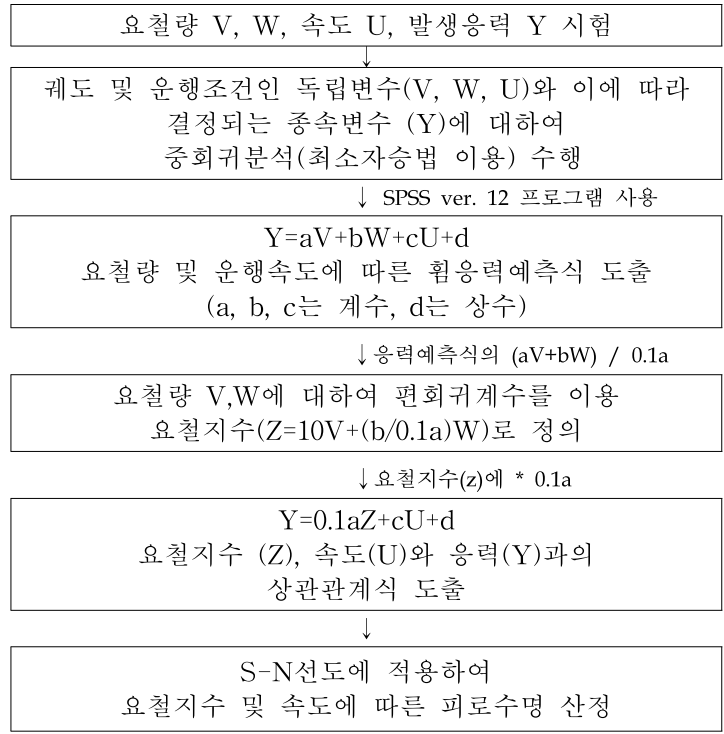 요철량 V, W, 속도 U, 발생응력 Y 시험
↓
궤도 및 운행조건인 독립변수(V, W, U)와 이에 따라
결정되는 종속변수 (Y)에 대하여
중회귀분석(최소자승법 이용) 수행
↓ SPSS ver. 12 프로그램 사용
Y=aV+bW+cU+d
요철량 및 운행속도에 따른 휨응력예측식 도출
(a, b, c는 계수, d는 상수)
↓응력예측식의 (aV+bW) / 0.1a
요철량 V,W에 대하여 편회귀계수를 이용
요철지수(Z=10V+(b/0.1a)W)로 정의
↓요철지수(z)에 * 0.1a
Y=0.1aZ+cU+d
요철지수 (Z), 속도(U)와 응력(Y)과의
상관관계식 도출
↓
S-N선도에 적용하여
요철지수 및 속도에 따른 피로수명 산정